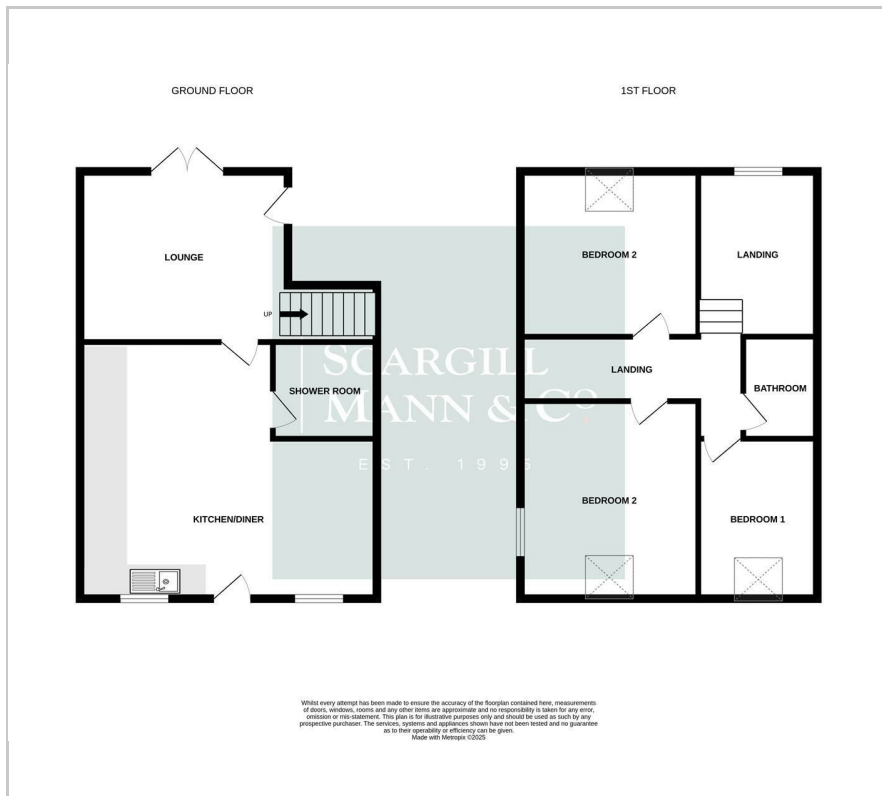 GROUND FLOOR
1ST FLOOR
LOUNGE
UP
SHOWER ROOM
KITCHEN/DINER
BEDROOM 2
LANDING
LANDING
BATHROOM
BEDROOM 2
BEDROOM 1
SCARGILL
MANN & CO
EST. 1995
Whilst every attempt has been made to ensure the accuracy of the floorplan contained here, measurements
of doors, windows, rooms and any other items are approximate and no responsibility is taken for any error,
omission or mis-statement. This plan is for illustrative purposes only and should be used as such by any
prospective purchaser. The services, systems and appliances shown have not been tested and no guarantee
as to their operability or efficiency can be given.
Made with Metropix ©2025